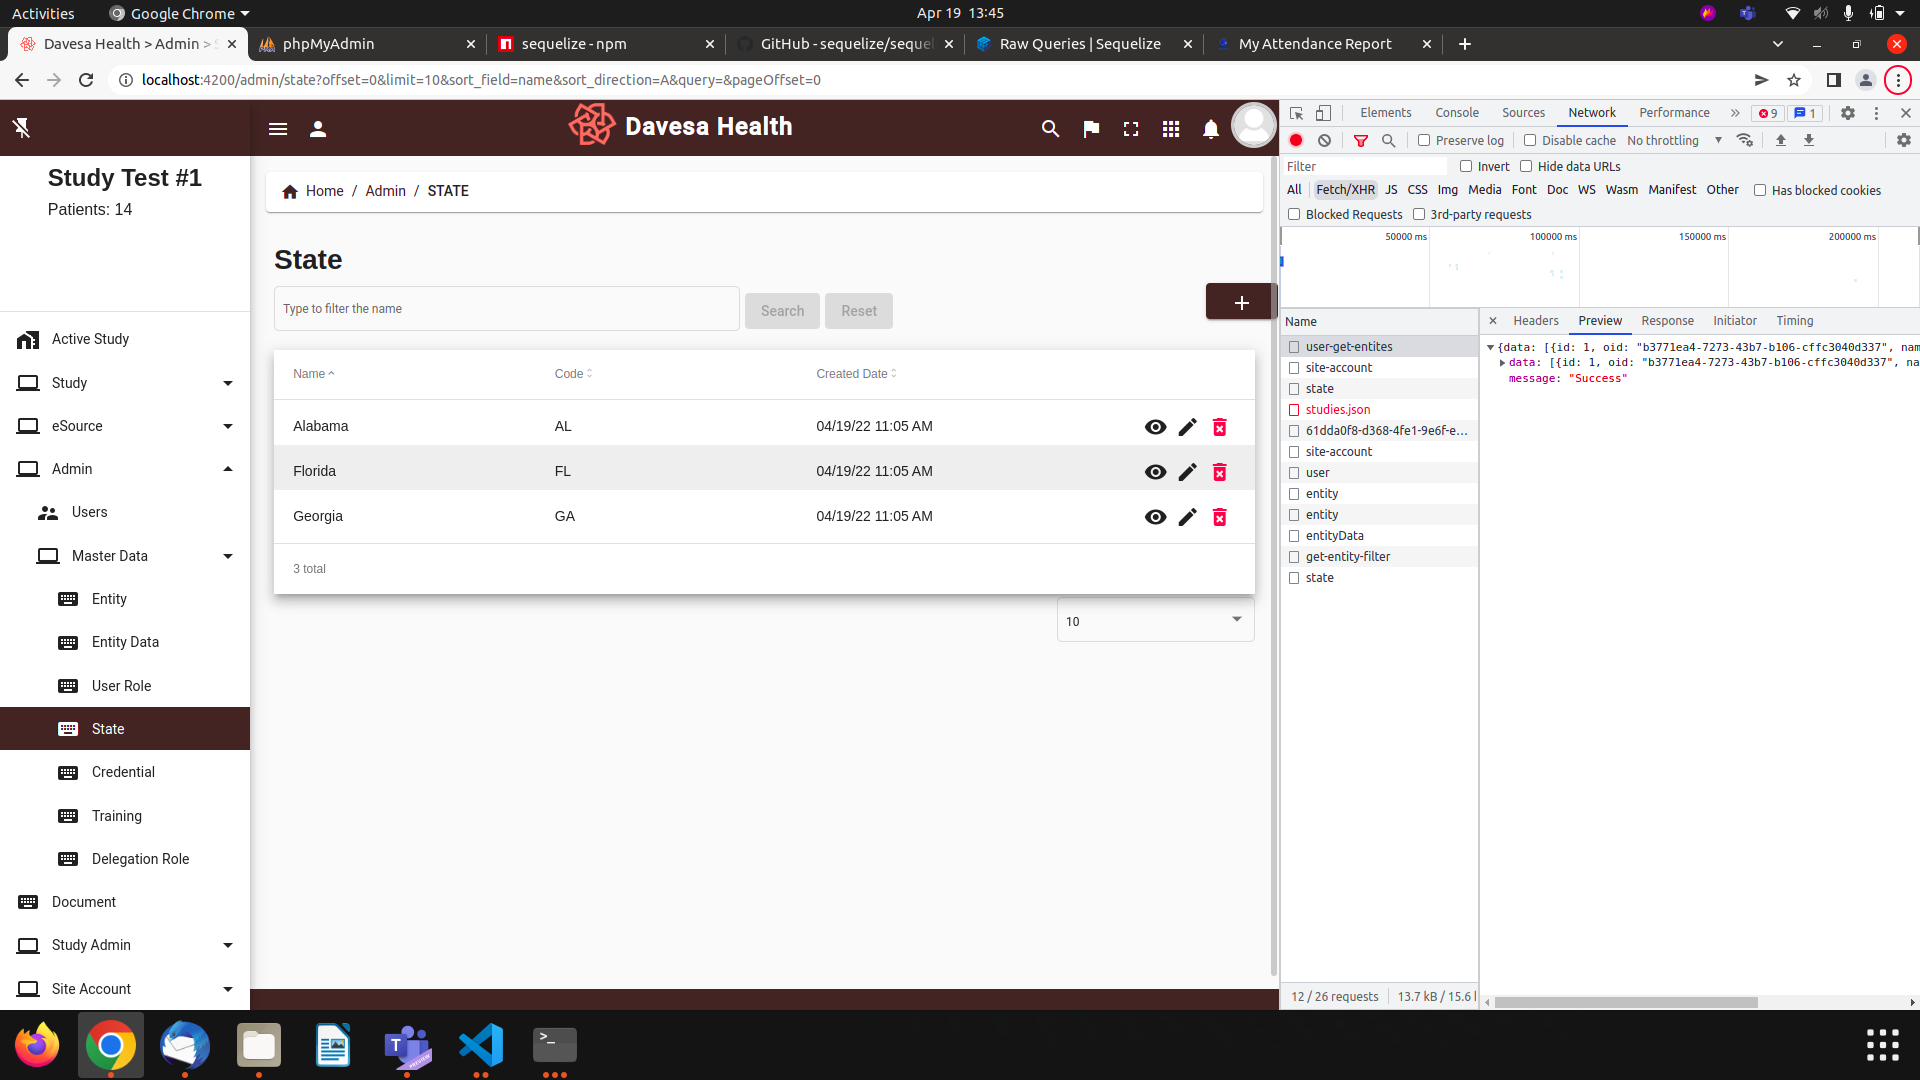 Activities
Google Chrome
Apr 19 13:45
Davesa Health > Admin >
phpMyAdmin
sequelize - npm
GitHub - sequelize/sequel
Raw Queries | Sequelize
My Attendance Report
localhost:4200/admin/state?offset=0&limit=10&sort_field=name&sort_direction=A&query=&pageOffset=0
Study Test #1
Patients: 14
Active Study
Study
eSource
Admin
Users
Master Data
Entity
Entity Data
User Role
State
Credential
Training
Delegation Role
Document
Study Admin
Site Account
Davesa Health
Home / Admin / STATE
State
Type to filter the name
Search
Reset
+
Name Code Created Date
Alabama AL 04/19/22 11:05 AM
Florida FL 04/19/22 11:05 AM
Georgia GA 04/19/22 11:05 AM
3 total
10
Elements Console Sources Network Performance » 9 1
Preserve log Disable cache No throttling
Filter Invert Hide data URLs
All Fetch/XHR JS CSS Img Media Font Doc WS Wasm Manifest Other Has blocked cookies
Blocked Requests 3rd-party requests
50000 ms 100000 ms 150000 ms 200000 ms
Name
user-get-entites
site-account
state
studies.json
61dda0f8-d368-4fe1-9e6f-e...
site-account
user
entity
entity
entityData
get-entity-filter
state
12 / 26 requests 13.7 kB / 15.6
Headers Preview Response Initiator Timing
{data: [{id: 1, oid: "b3771ea4-7273-43b7-b106-cffc3040d337", nam
data: [{id: 1, oid: "b3771ea4-7273-43b7-b106-cffc3040d337", na
message: "Success"
T
PREVIEW
>_